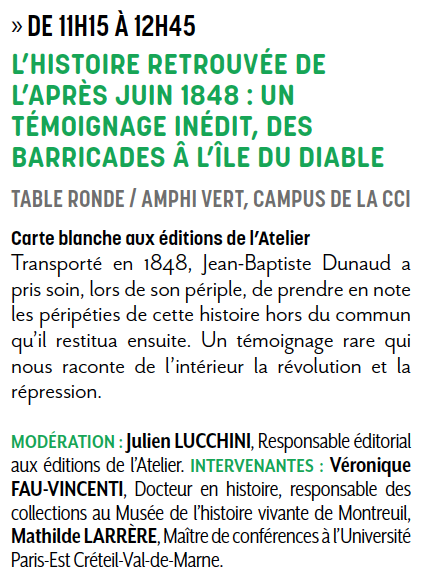 » DE 11H15 À 12H45
L’HISTOIRE RETROUVÉE DE
L’APRÈS JUIN 1848 : UN
TÉMOIGNAGE INÉDIT, DES
BARRICADES Â L’ÎLE DU DIABLE
TABLE RONDE / AMPHI VERT, CAMPUS DE LA CCI
Carte blanche aux éditions de l’Atelier
Transporté en 1848, Jean-Baptiste Dunaud a
pris soin, lors de son périple, de prendre en note
les péripéties de cette histoire hors du commun
qu’il restitua ensuite. Un témoignage rare qui
nous raconte de l’intérieur la révolution et la
répression.
MODÉRATION : Julien LUCCHINI, Responsable éditorial
aux éditions de l’Atelier. INTERVENANTES : Véronique
FAU-VINCENTI, Docteur en histoire, responsable des
collections au Musée de l’histoire vivante de Montreuil,
Mathilde LARRÈRE, Maître de conférences à l’Université
Paris-Est Créteil-Val-de-Marne.